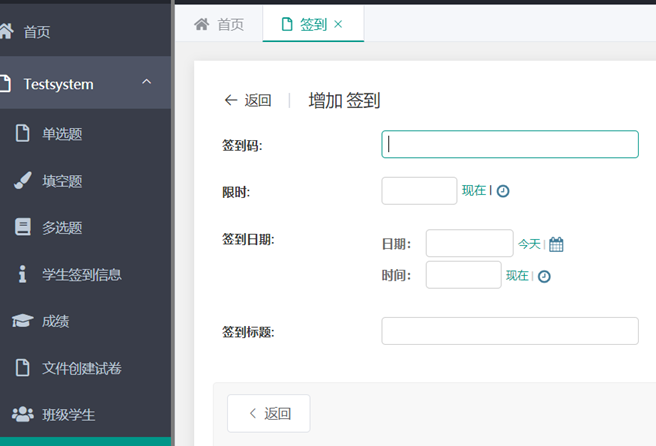 首页
Testsystem
单选题
填空题
多选题
学生签到信息
成绩
文件创建试卷
班级学生
首页
签到
返回
增加 签到
签到码:
限时:
现在 |
签到日期:
日期:
今天 |
时间:
现在 |
签到标题:
返回